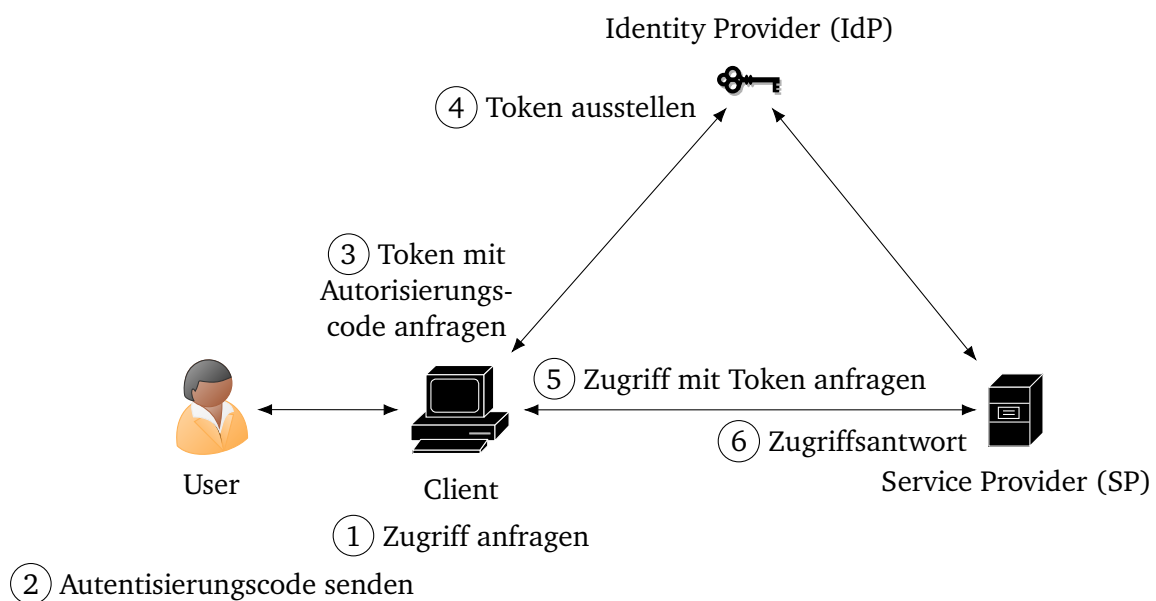 Identity Provider (IdP)
4 Token ausstellen
3 Token mit
Autorisierungs-
code anfragen
5 Zugriff mit Token anfragen
6 Zugriffsantwort
User
Client
Service Provider (SP)
1 Zugriff anfragen
2 Autentisierungscode senden